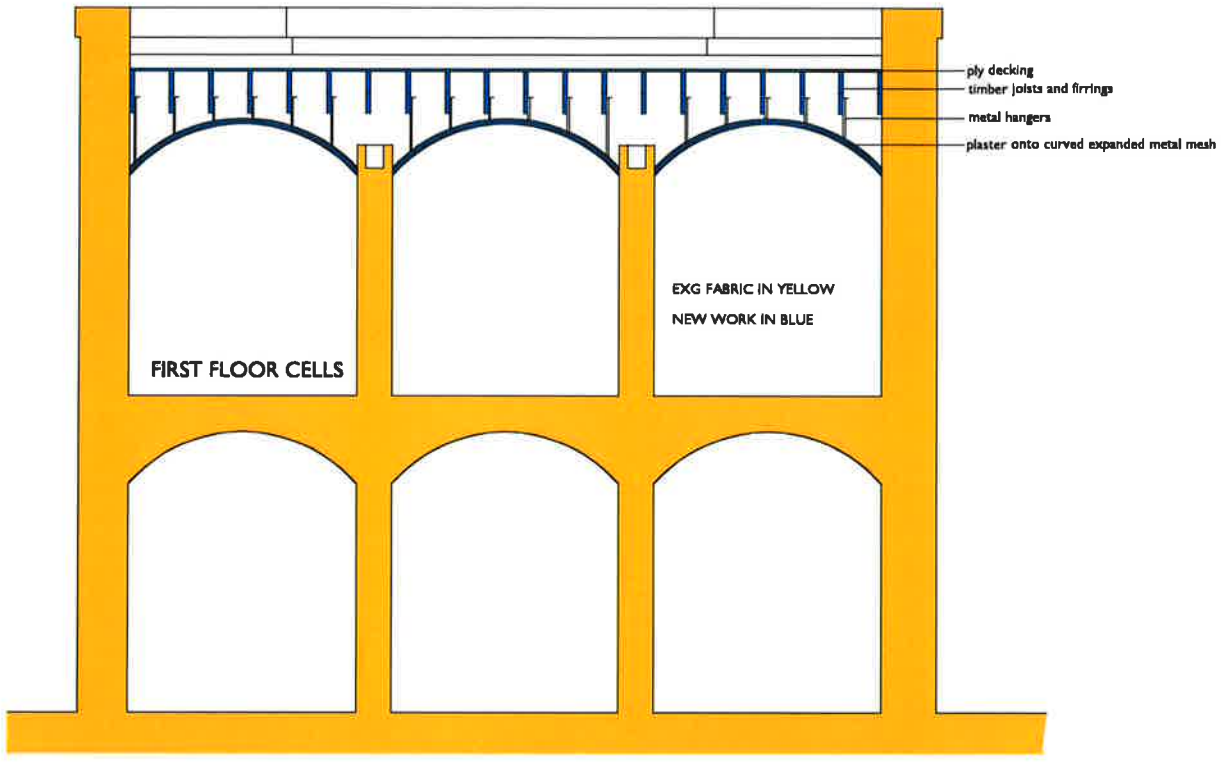 ply decking
timber joists and firrings
metal hangers
plaster onto curved expanded metal mesh
EXG FABRIC IN YELLOW
NEW WORK IN BLUE
FIRST FLOOR CELLS